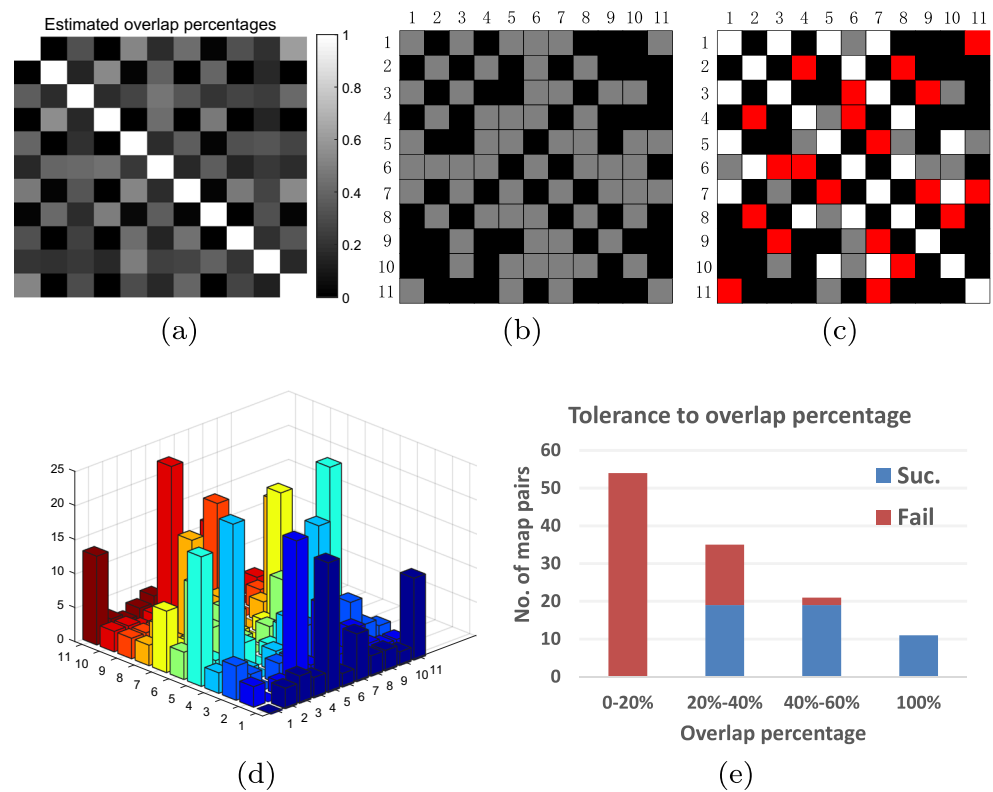 Estimated overlap percentages
1
0.8
0.6
0.4
0.2
0
(a)
1 2 3 4 5 6 7 8 9 10 11
1
2
3
4
5
6
7
8
9
10
11
(b)
1 2 3 4 5 6 7 8 9 10 11
1
2
3
4
5
6
7
8
9
10
11
(c)
25
20
15
10
5
0
11 10 9 8 7 6 5 4 3 2 1
1 2 3 4 5 6 7 8 9 10 11
(d)
Tolerance to overlap percentage
No. of map pairs
60
50
40
30
20
10
0
Suc.
Fail
0-20% 20%-40% 40%-60% 100%
Overlap percentage
(e)